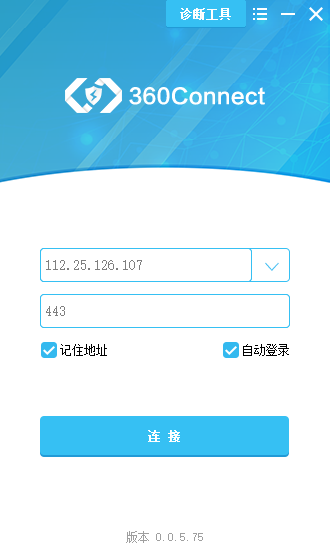 诊断工具
360Connect
112.25.126.107
443
记住地址
自动登录
连 接
版本 0.0.5.75